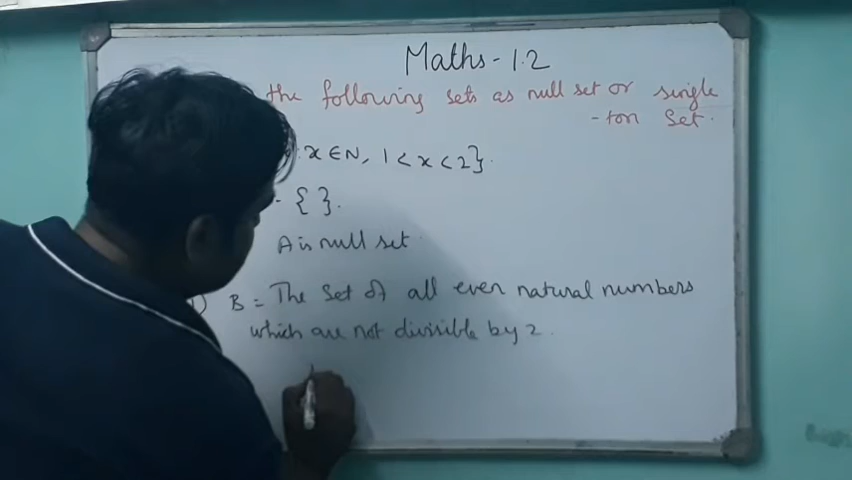 Maths - 1.2
the following sets as null set or single
-ton set.
: x ∈ N, 1 < x < 2}.
- { }.
A is null set.
) B = The set of all even natural numbers
which are not divisible by 2.